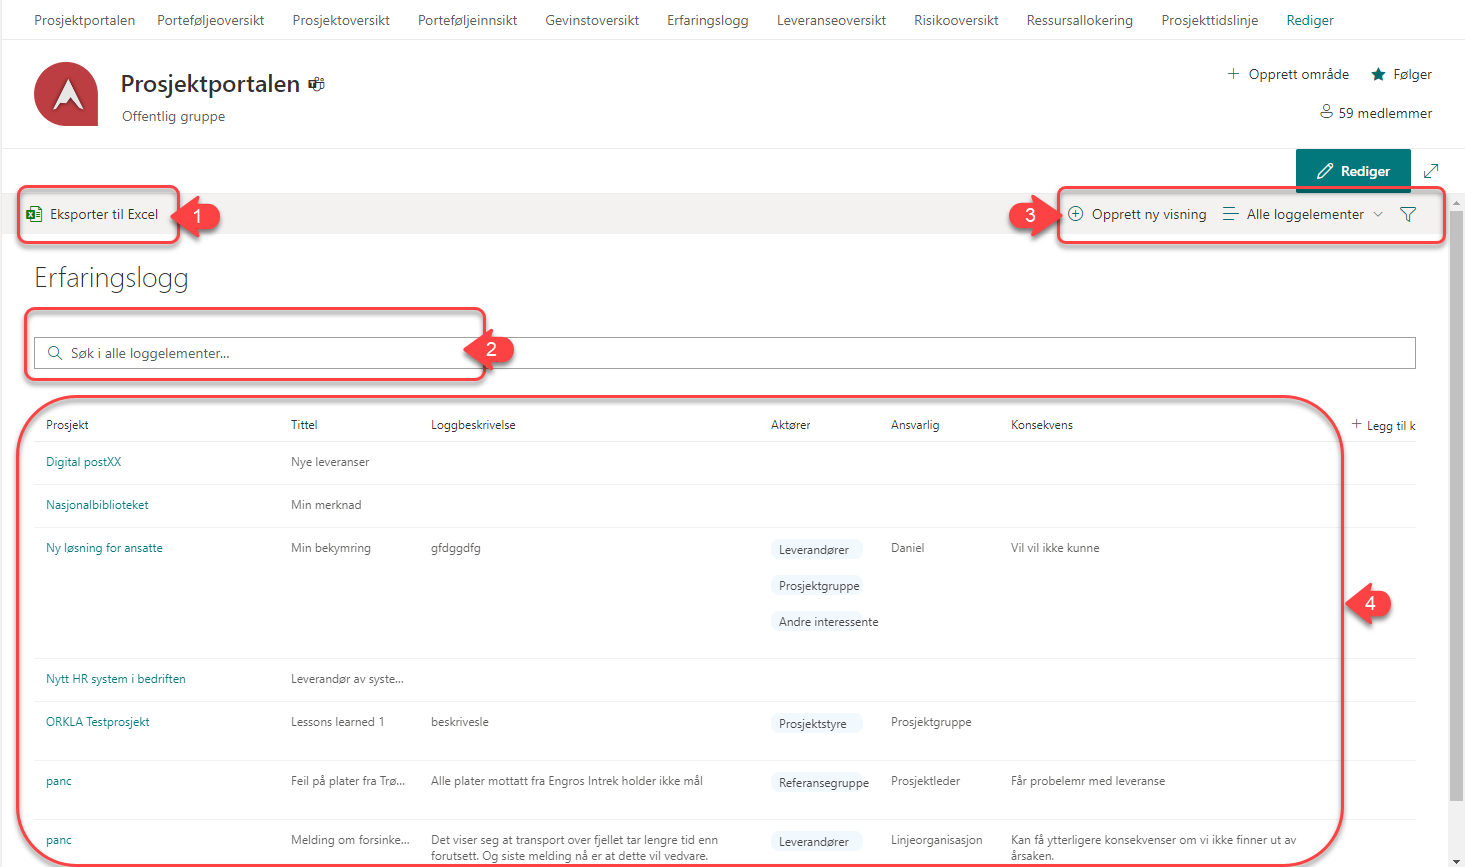 Prosjektportalen Porteføljeoversikt Prosjektoversikt Porteføljeinnsikt Gevinstoversikt Erfaringslogg Leveranseoversikt Risikooversikt Ressursallokering Prosjekttidslinje Rediger
Prosjektportalen
Offentlig gruppe
Opprett område Følger
59 medlemmer
Rediger
Eksporter til Excel 1 3 Opprett ny visning Alle loggelementer
Erfaringslogg
Søk i alle loggelementer... 2
Prosjekt Tittel Loggbeskrivelse Aktører Ansvarlig Konsekvens + Legg til k
Digital postXX Nye leveranser
Nasjonalbiblioteket Min merknad
Ny løsning for ansatte Min bekymring gfdggdfg Leverandører Daniel Vil vil ikke kunne
Prosjektgruppe
4
Andre interessente
Nytt HR system i bedriften Leverandør av syste...
ORKLA Testprosjekt Lessons learned 1 beskrivesle Prosjektstyre Prosjektgruppe
panc Feil på plater fra Trø... Alle plater mottatt fra Engros Intrek holder ikke mål Referansegruppe Prosjektleder Får probelemr med leveranse
panc Melding om forsinke... Det viser seg at transport over fjellet tar lengre tid enn Leverandører Linjeorganisasjon Kan få ytterligere konsekvenser om vi ikke finner ut av
forutsett. Og siste melding nå er at dette vil vedvare. årsaken.